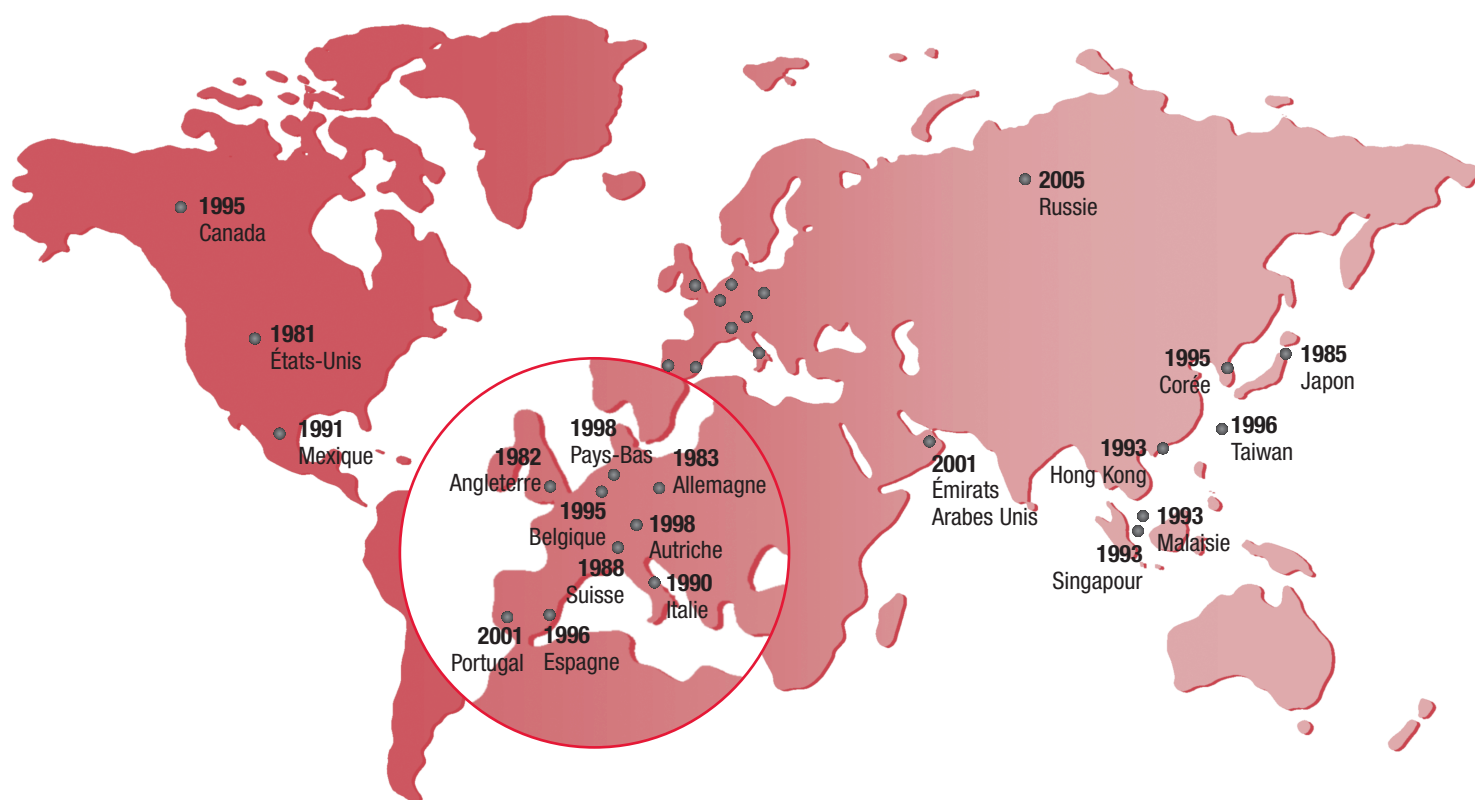 1995
Canada
1981
États-Unis
1991
Mexique
1982
Angleterre
1998
Pays-Bas
1983
Allemagne
1995
Belgique
1998
Autriche
1988
Suisse
1990
Italie
2001
Portugal
1996
Espagne
2005
Russie
2001
Émirats
Arabes Unis
1995
Corée
1985
Japon
1996
Taiwan
1993
Hong Kong
1993
Malaisie
1993
Singapour